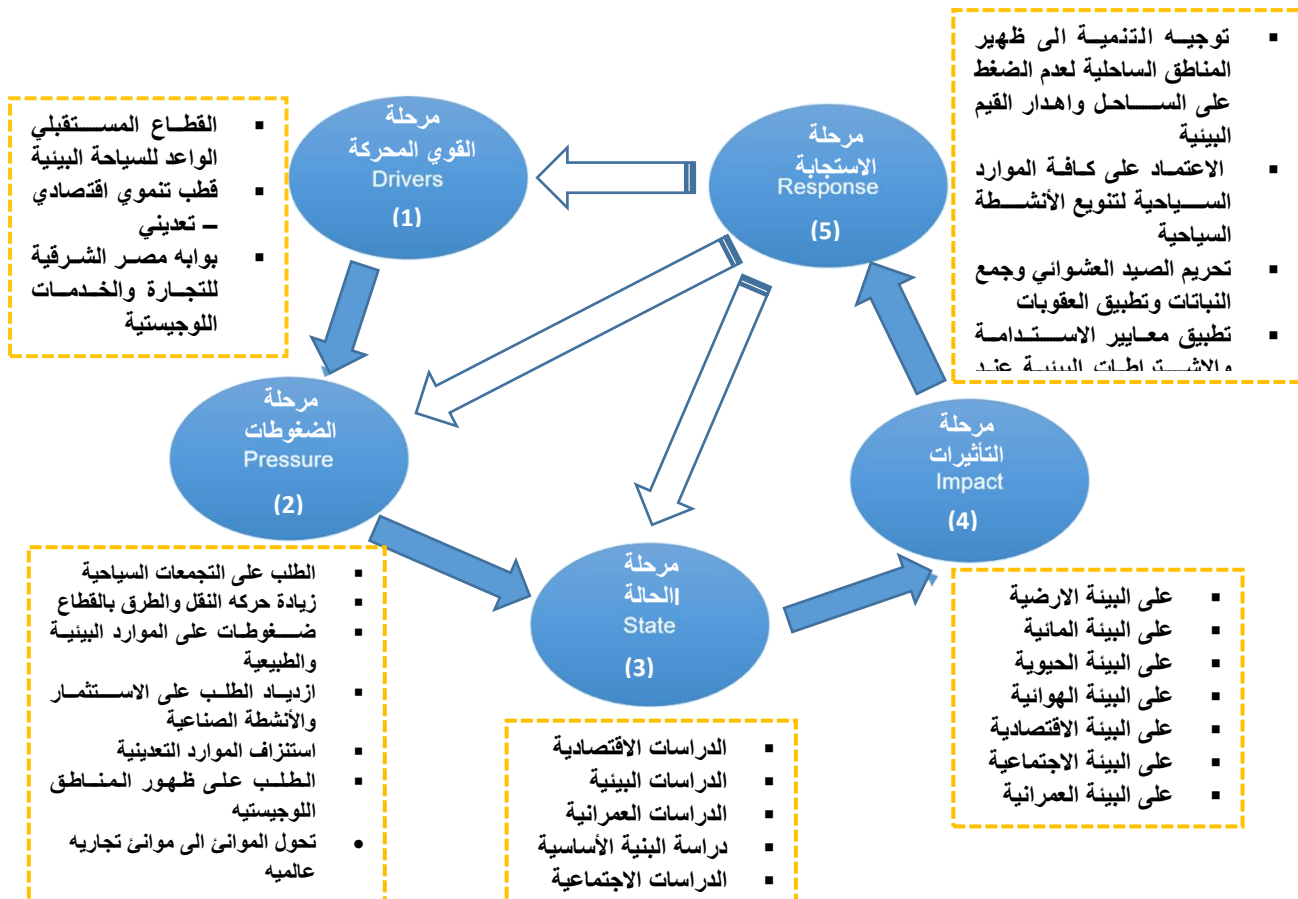 مرحلة
القوي المحركة
Drivers
(1)
القطاع المستقبلي
الواعد للسياحة البيئية
قطب تنموي اقتصادي
– تعديني
بوابه مصر الشرقية
للتجارة والخدمات
اللوجيستية
مرحلة
الضغوطات
Pressure
(2)
الطلب على التجمعات السياحية
زيادة حركه النقل والطرق بالقطاع
ضغوطات على الموارد البيئية
والطبيعية
ازدياد الطلب على الاستثمار
والأنشطة الصناعية
استنزاف الموارد التعدينية
الطلب على ظهور المناطق
اللوجيستيه
تحول الموانئ الى موانئ تجاريه
عالميه
مرحلة
االحالة
State
(3)
الدراسات الاقتصادية
الدراسات البيئية
الدراسات العمرانية
دراسة البنية الأساسية
الدراسات الاجتماعية
مرحلة
التأثيرات
Impact
(4)
على البيئة الارضية
على البيئة المائية
على البيئة الحيوية
على البيئة الهوائية
على البيئة الاقتصادية
على البيئة الاجتماعية
على البيئة العمرانية
مرحلة
الاستجابة
Response
(5)
توجيه التنمية الى ظهير
المناطق الساحلية لعدم الضغط
على الساحل واهدار القيم
البيئية
الاعتماد على كافة الموارد
السياحية لتنويع الأنشطة
السياحية
تحريم الصيد العشوائي وجمع
النباتات وتطبيق العقوبات
تطبيق معايير الاستدامة
والاشتراطات البيئية عند